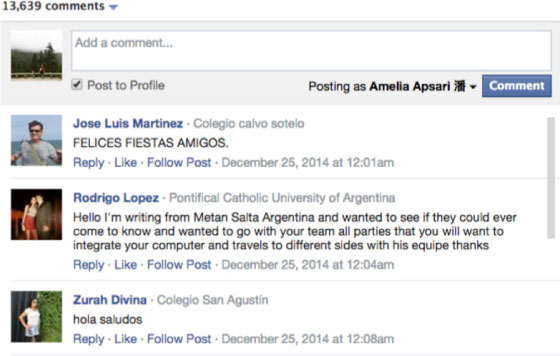 13,639 comments
Add a comment...
Post to Profile
Posting as Amelia Apsari 潘
Comment
Jose Luis Martinez · Colegio calvo sotelo
FELICES FIESTAS AMIGOS.
Reply · Like · Follow Post · December 25, 2014 at 12:01am
Rodrigo Lopez · Pontifical Catholic University of Argentina
Hello I'm writing from Metan Salta Argentina and wanted to see if they could ever
come to know and wanted to go with your team all parties that you will want to
integrate your computer and travels to different sides with his equipe thanks
Reply · Like · Follow Post · December 25, 2014 at 12:04am
Zurah Divina · Colegio San Agustín
hola saludos
Reply · Like · Follow Post · December 25, 2014 at 12:08am